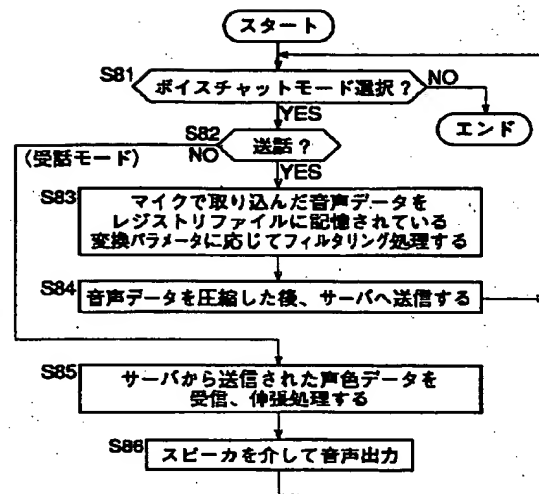 スタート
S81
ボイスチャットモード選択?
NO
YES
エンド
S82
送話?
(受話モード)
NO
YES
S83
マイクで取り込んだ音声データを
レジストリファイルに記憶されている
変換パラメータに応じてフィルタリング処理する
S84
音声データを圧縮した後、サーバへ送信する
S85
サーバから送信された声色データを
受信、伸張処理する
S86
スピーカを介して音声出力